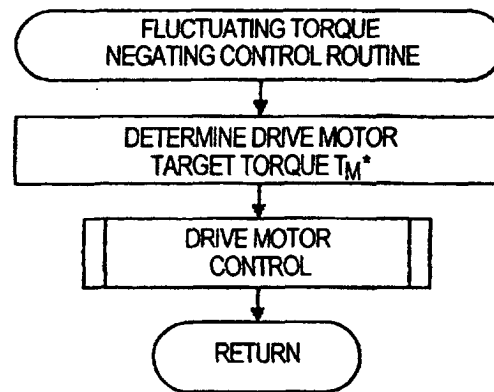 FLUCTUATING TORQUE
NEGATING CONTROL ROUTINE
DETERMINE DRIVE MOTOR
TARGET TORQUE TM*
DRIVE MOTOR
CONTROL
RETURN